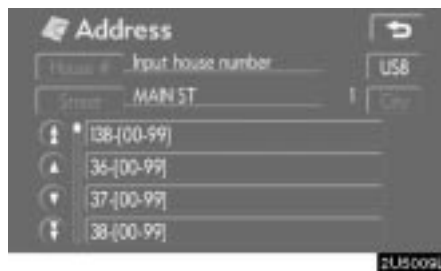 Address
House # Input house number USB
Street MAIN ST 1 City
138-(00-99)
36-(00-99)
37-(00-99)
38-(00-99)
2US009L